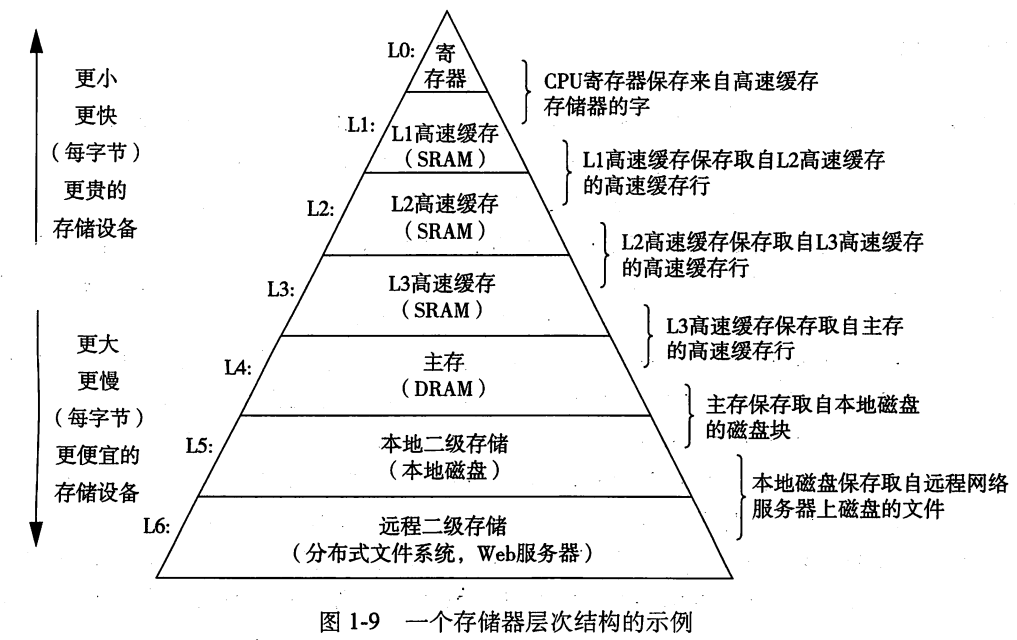 更小
更快
（每字节）
更贵的
存储设备
更大
更慢
（每字节）
更便宜的
存储设备
L0:
寄
存器
CPU寄存器保存来自高速缓存
存储器的字
L1:
L1高速缓存
（SRAM）
L1高速缓存保存取自L2高速缓存
的高速缓存行
L2:
L2高速缓存
（SRAM）
L2高速缓存保存取自L3高速缓存
的高速缓存行
L3:
L3高速缓存
（SRAM）
L3高速缓存保存取自主存
的高速缓存行
L4:
主存
（DRAM）
主存保存取自本地磁盘
的磁盘块
L5:
本地二级存储
（本地磁盘）
本地磁盘保存取自远程网络
服务器上磁盘的文件
L6:
远程二级存储
（分布式文件系统，Web服务器）
图 1-9 一个存储器层次结构的示例